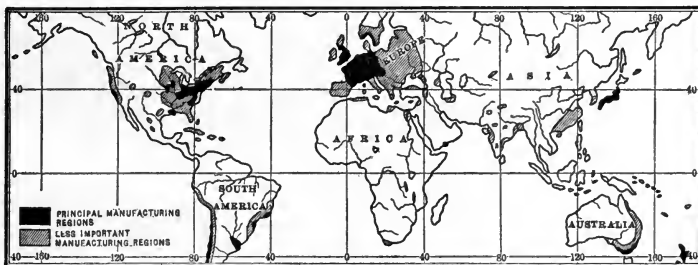 160 120 80 40 0 40 80 120 160
NORTH
AMERICA
EUROPE
ASIA
40 40
AFRICA
0 0
SOUTH
AMERICA
AUSTRALIA
PRINCIPAL MANUFACTURING
REGIONS
LESS IMPORTANT
MANUFACTURING REGIONS
40 160 120 80 40 0 40 80 120 160 40